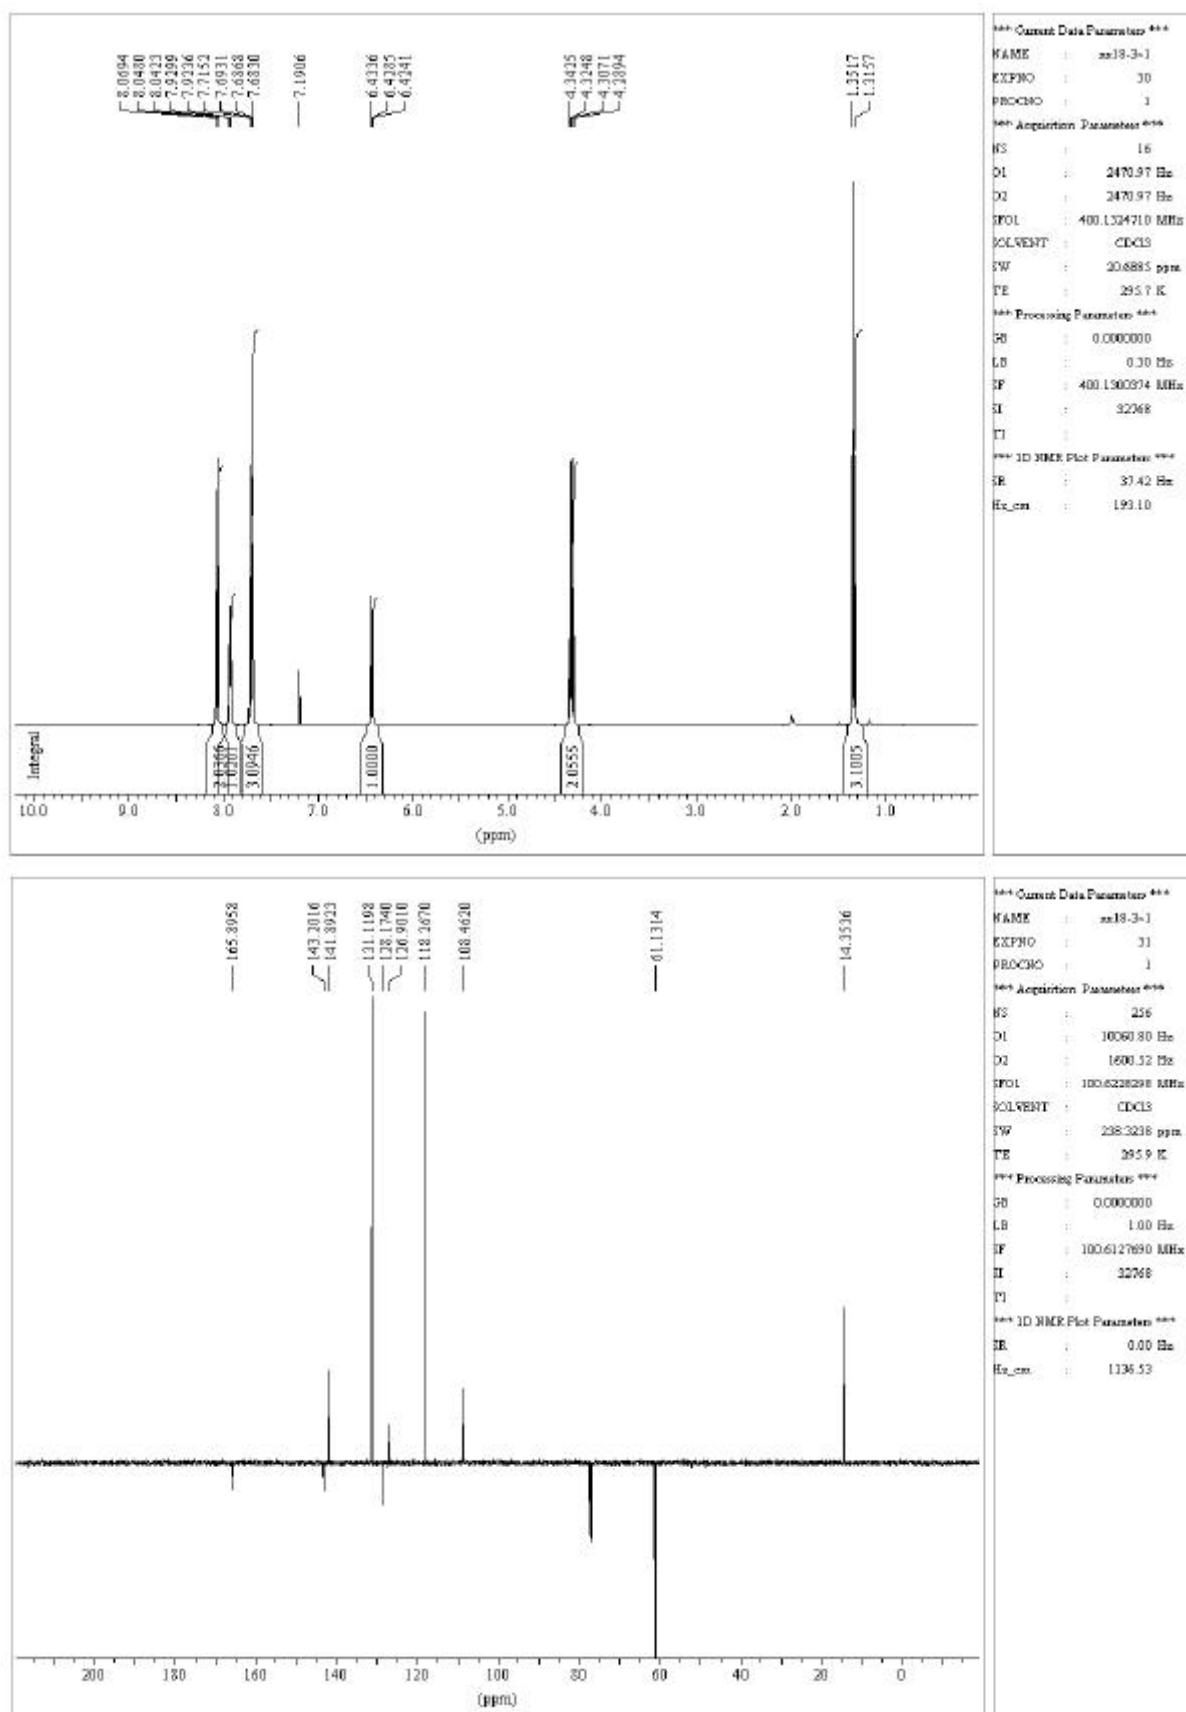 8.0694
8.0480
8.0423
7.9299
7.9236
7.7152
7.6931
7.6868
7.6830
7.1906
6.4336
6.4285
6.4241
4.3425
4.3248
4.3071
4.2894
1.3517
1.3157
Integral
3.0946
1.0000
2.0555
3.1005
10.0 9.0 8.0 7.0 6.0 5.0 4.0 3.0 2.0 1.0
(ppm)
*** Current Data Parameters ***
NAME :
EXPNO : 30
PROCNO : 1
*** Acquisition Parameters ***
NS : 16
O1 : 2470.97 Hz
O2 : 2470.97 Hz
SFO1 : 400.1324710 MHz
SOLVENT : CDCl3
SW : 20.6885 ppm
TE : 295.7 K
*** Processing Parameters ***
GB : 0.0000000
LB : 0.30 Hz
SF : 400.1300374 MHz
SI : 32768
*** 1D NMR Plot Parameters ***
SR : 37.42 Hz
Hz_cm : 193.10
165.8958
143.2016
141.8923
131.1198
128.1740
126.9010
118.2670
108.4620
61.1314
14.3536
200 180 160 140 120 100 80 60 40 20 0
(ppm)
*** Current Data Parameters ***
NAME :
EXPNO : 31
PROCNO : 1
*** Acquisition Parameters ***
NS : 256
O1 : 10060.80 Hz
O2 : 1600.52 Hz
SFO1 : 100.6228298 MHz
SOLVENT : CDCl3
SW : 238.3238 ppm
TE : 295.9 K
*** Processing Parameters ***
GB : 0.0000000
LB : 1.00 Hz
SF : 100.6127690 MHz
SI : 32768
*** 1D NMR Plot Parameters ***
SR : 0.00 Hz
Hz_cm : 1136.53